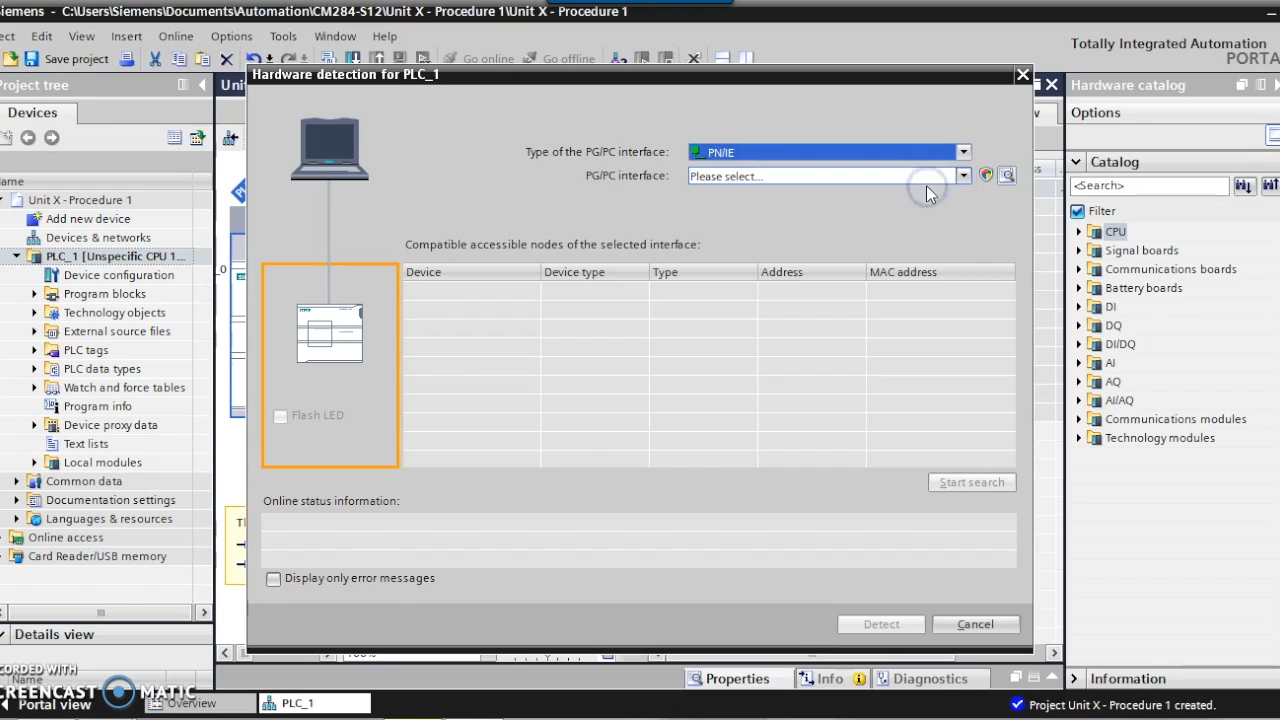 iemens - C:\Users\Siemens\Documents\Automation\CM284-S12\Unit X - Procedure 1\Unit X - Procedure 1
ect Edit View Insert Online Options Tools Window Help
Totally Integrated Automation
PORTA
Save project
Go online
Go offline
Project tree
Devices
ame
Unit X - Procedure 1
Add new device
Devices & networks
PLC_1 [Unspecific CPU 1...
Device configuration
Program blocks
Technology objects
External source files
PLC tags
PLC data types
Watch and force tables
Program info
Device proxy data
Text lists
Local modules
Common data
Documentation settings
Languages & resources
Online access
Card Reader/USB memory
Details view
Name
Unit
Hardware detection for PLC_1
Type of the PG/PC interface: PN/IE
PG/PC interface: Please select...
Compatible accessible nodes of the selected interface:
Device Device type Type Address MAC address
Flash LED
Start search
Online status information:
Display only error messages
Detect
Cancel
Hardware catalog
Options
Catalog
<Search>
Filter
CPU
Signal boards
Communications boards
Battery boards
DI
DQ
DI/DQ
AI
AQ
AI/AQ
Communications modules
Technology modules
Information
Properties
Info
Diagnostics
RECORDED WITH
SCREENCAST MATIC
Portal view
Overview
PLC_1
Project Unit X - Procedure 1 created.